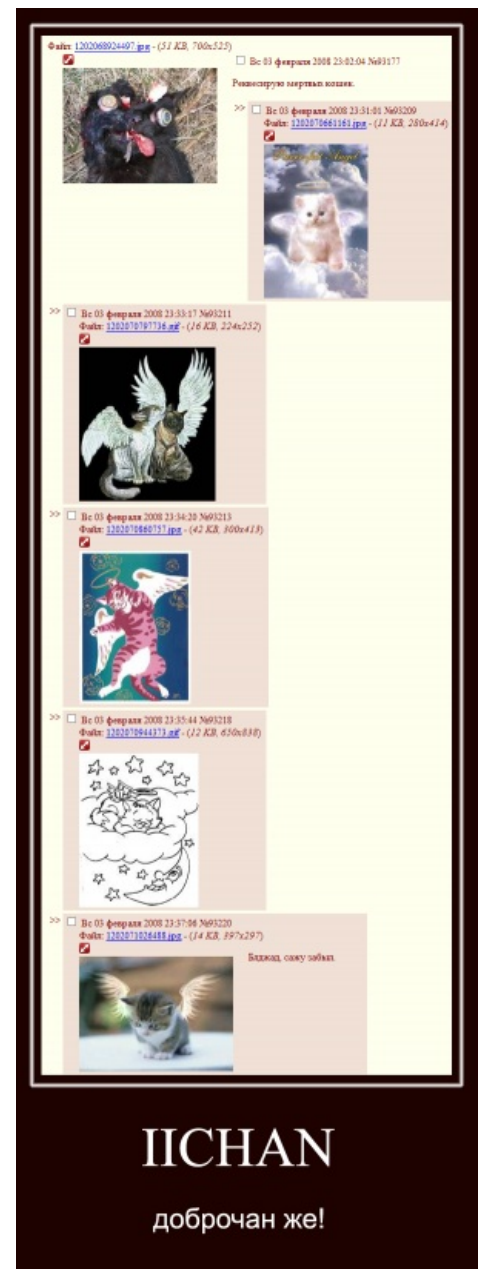 Файл: 1202068924497.jpg - (51 KB, 700x525)
Вс 03 февраля 2008 23:02:04 №93177
Реквесирую мертвых кошек.
>> Вс 03 февраля 2008 23:31:01 №93209
Файл: 1202070661161.jpg - (11 KB, 280x414)
Angel
>> Вс 03 февраля 2008 23:33:17 №93211
Файл: 1202070797736.gif - (16 KB, 224x252)
>> Вс 03 февраля 2008 23:34:20 №93213
Файл: 1202070860757.jpg - (42 KB, 300x413)
>> Вс 03 февраля 2008 23:35:44 №93218
Файл: 1202070944373.gif - (12 KB, 650x838)
>> Вс 03 февраля 2008 23:37:06 №93220
Файл: 1202071026488.jpg - (14 KB, 397x297)
Бяджад, сажу забыл.
IICHAN
доброчан же!